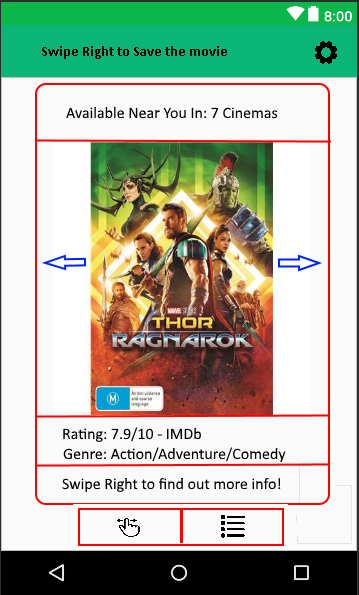 8:00
Swipe Right to Save the movie
Available Near You In: 7 Cinemas
MARVEL STUDIOS
THOR
RAGNAROK
M
Action violence
and coarse
language
Rating: 7.9/10 - IMDb
Genre: Action/Adventure/Comedy
Swipe Right to find out more info!